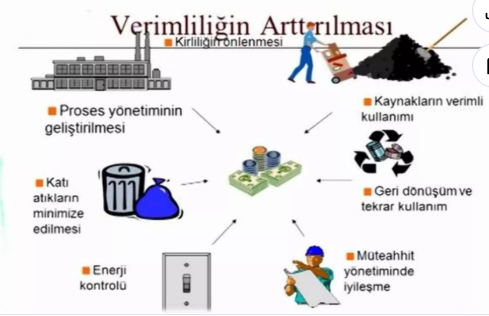 Verimliliğin Arttırılması
Kirliliğin önlenmesi
Proses yönetiminin
geliştirilmesi
Kaynakların verimli
kullanımı
Katı
atıkların
minimize
edilmesi
Geri dönüşüm ve
tekrar kullanım
Enerji
kontrolü
Müteahhit
yönetiminde
iyileşme